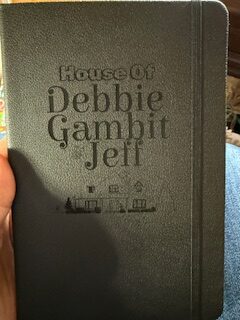 House Of
Debbie
Gambit
& Jeff